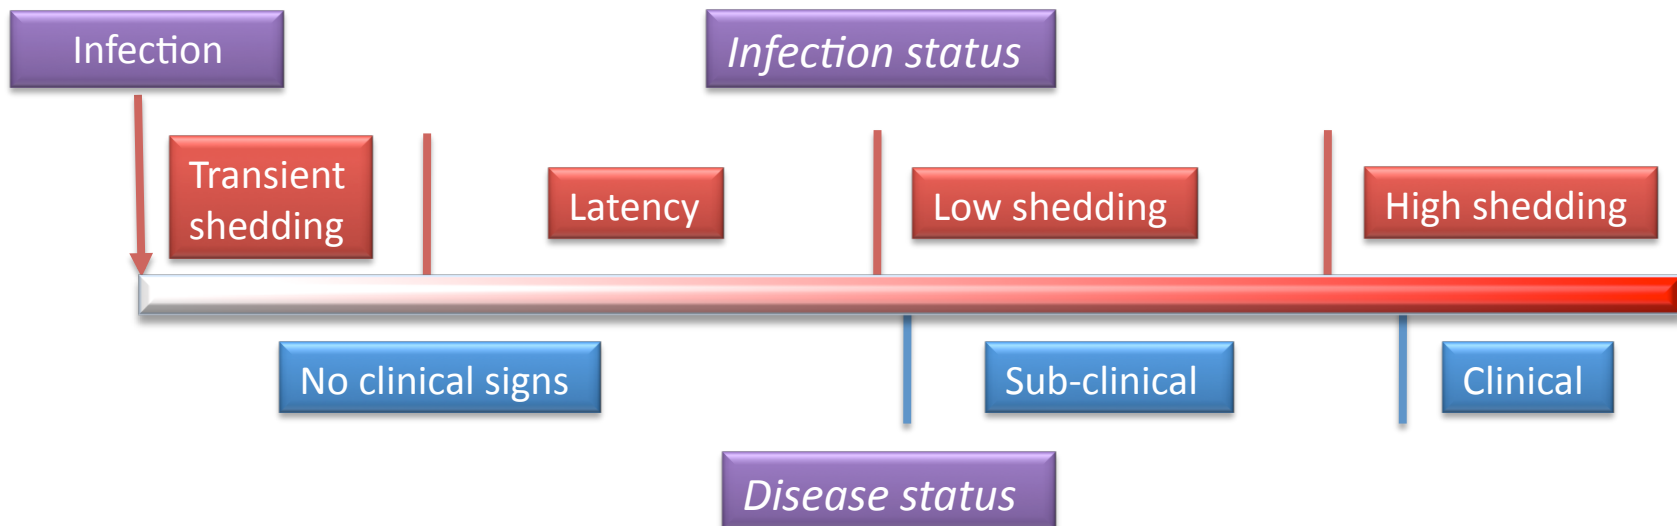 Infection
Infection status
Transient
shedding
Latency
Low shedding
High shedding
No clinical signs
Sub-clinical
Clinical
Disease status